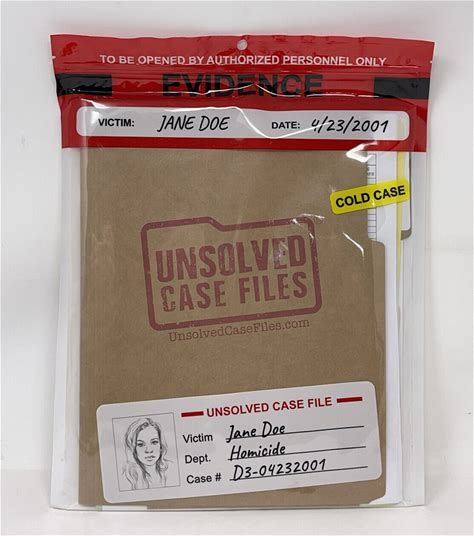 TO BE OPENED BY AUTHORIZED PERSONNEL ONLY
EVIDENCE
VICTIM: JANE DOE DATE: 4/23/2001
COLD CASE
UNSOLVED
CASE FILES
UnsolvedCaseFiles.com
UNSOLVED CASE FILE
Victim Jane Doe
Dept. Homicide
Case # D3-04232001